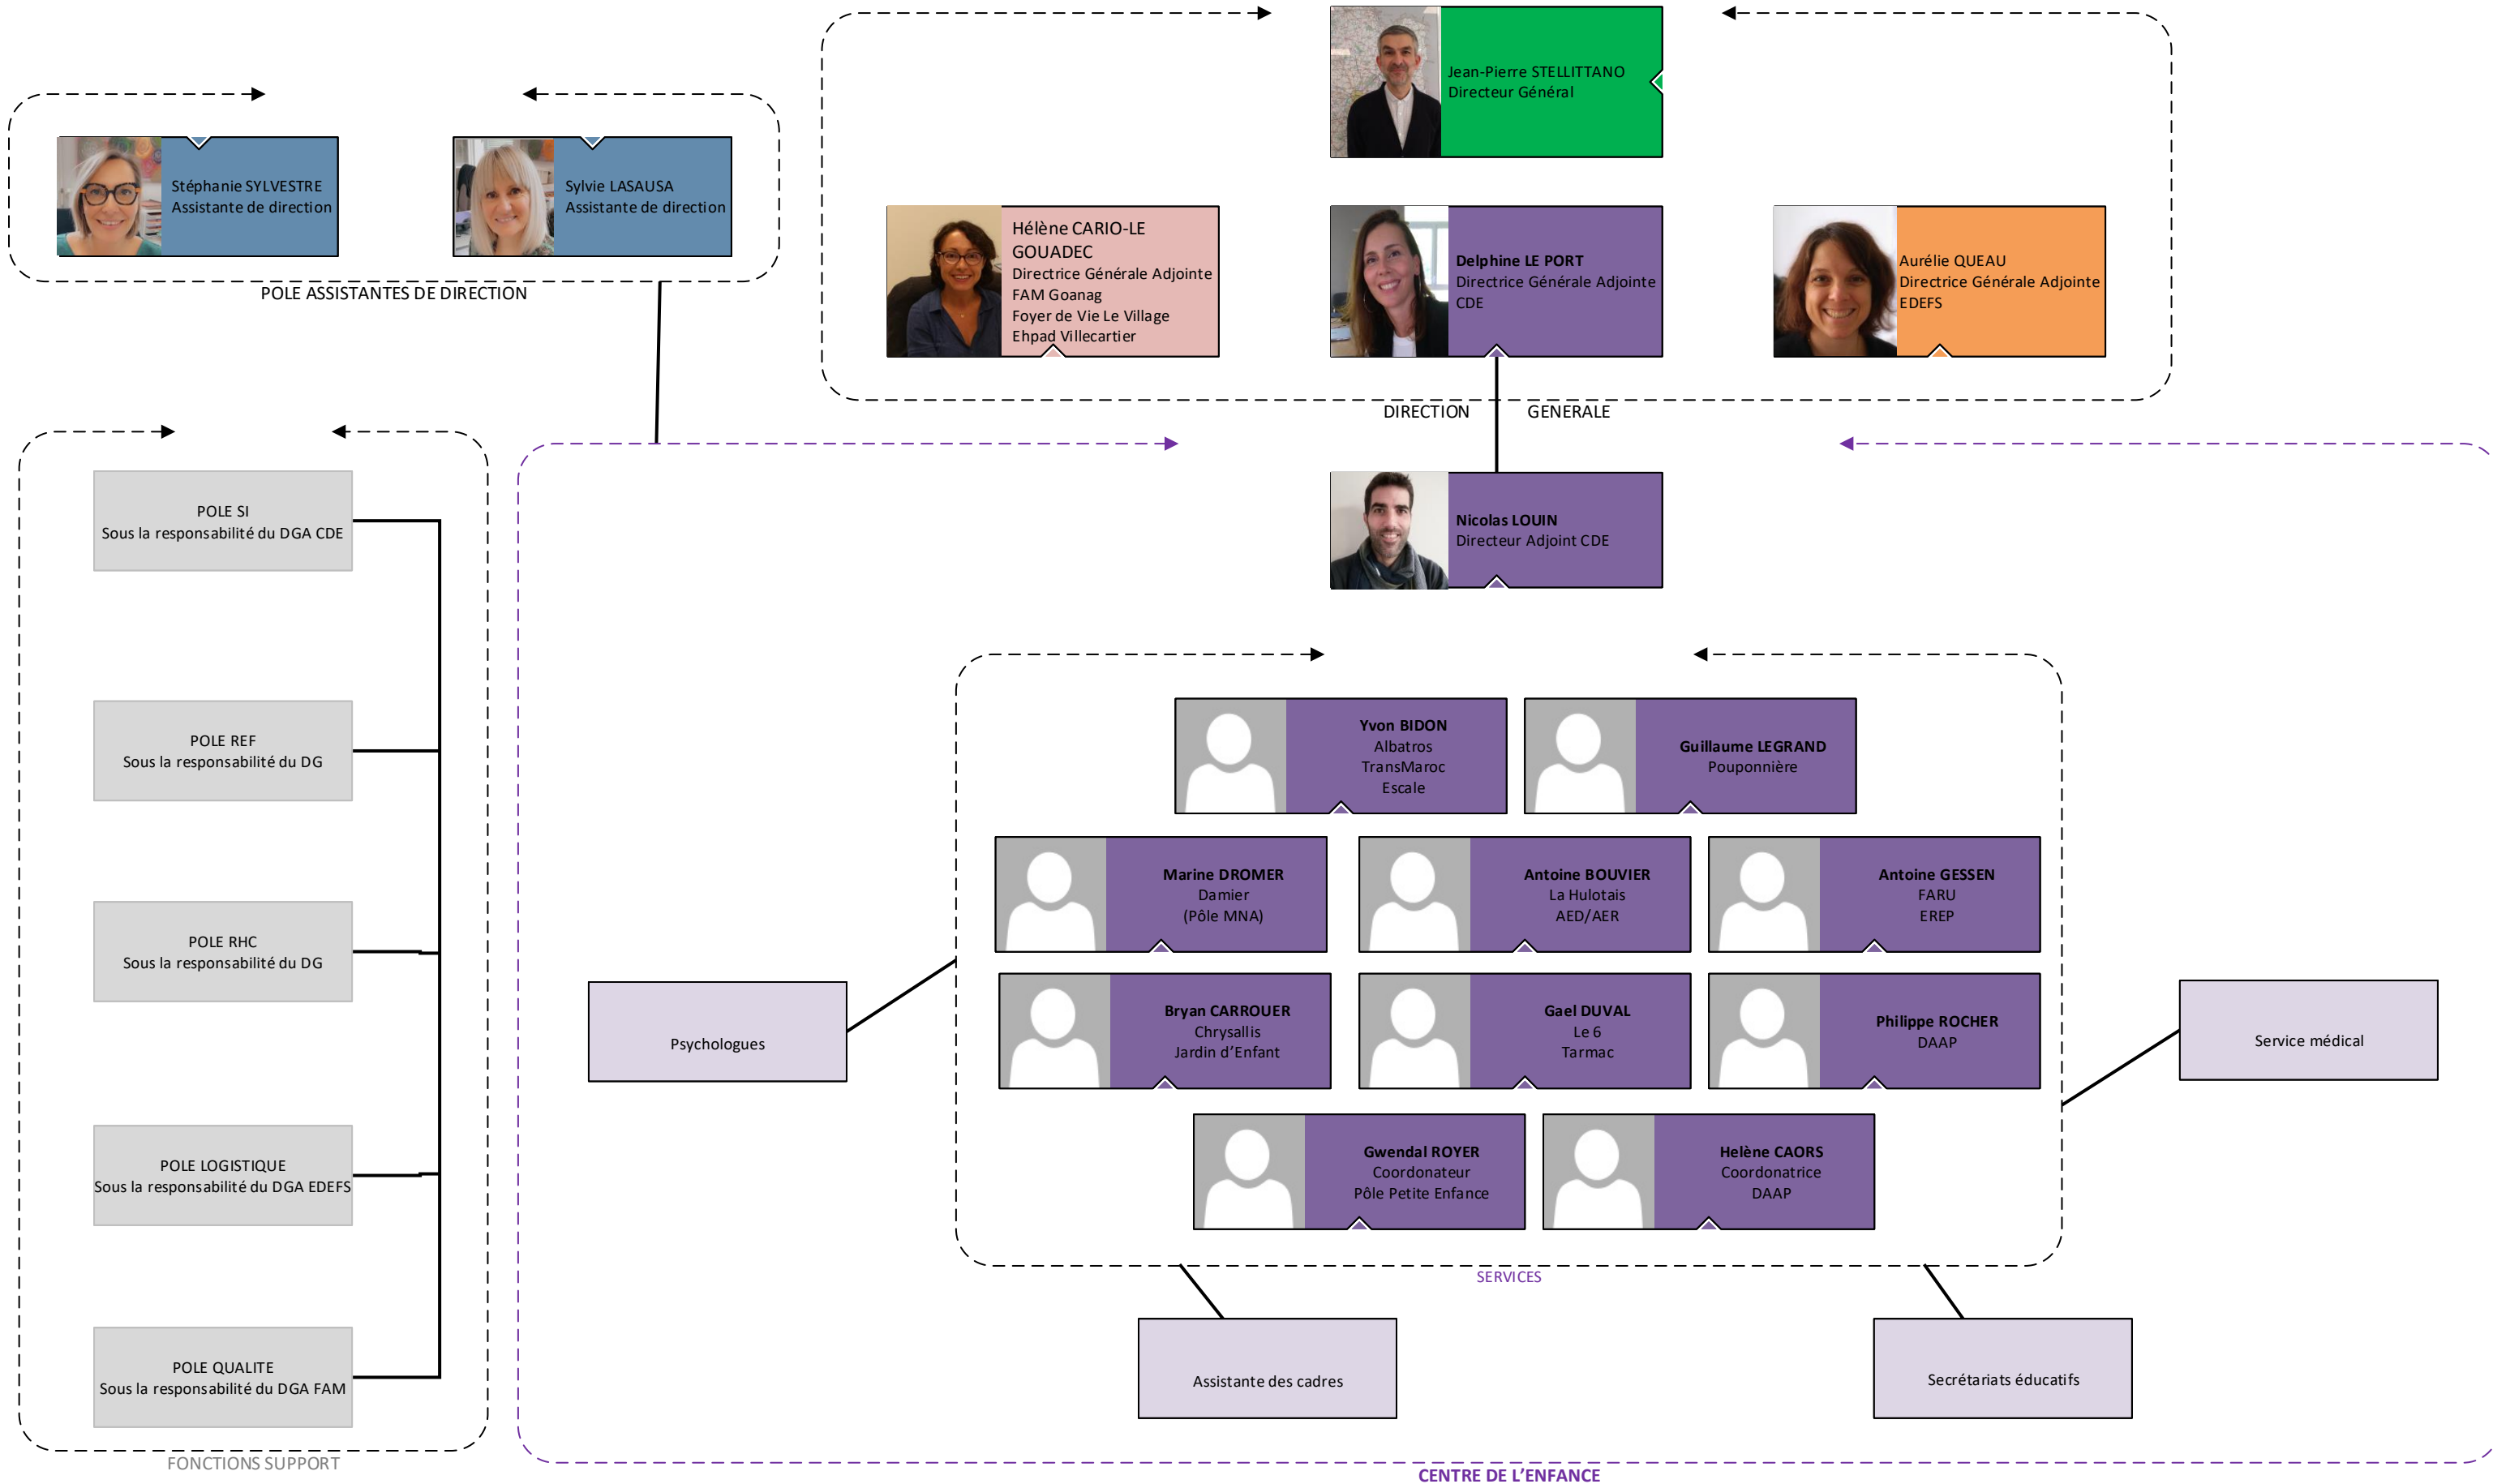 Jean-Pierre STELLITTANO
Directeur Général
Stéphanie SYLVESTRE
Assistante de direction
Sylvie LASAUSA
Assistante de direction
POLE ASSISTANTES DE DIRECTION
Hélène CARIO-LE
GOUADEC
Directrice Générale Adjointe
FAM Goanag
Foyer de Vie Le Village
Ehpad Villecartier
Delphine LE PORT
Directrice Générale Adjointe
CDE
Aurélie QUEAU
Directrice Générale Adjointe
EDEFS
DIRECTION GENERALE
POLE SI
Sous la responsabilité du DGA CDE
POLE REF
Sous la responsabilité du DG
POLE RHC
Sous la responsabilité du DG
POLE LOGISTIQUE
Sous la responsabilité du DGA EDEFS
POLE QUALITE
Sous la responsabilité du DGA FAM
FONCTIONS SUPPORT
Nicolas LOUIN
Directeur Adjoint CDE
Yvon BIDON
Albatros
TransMaroc
Escale
Guillaume LEGRAND
Pouponnière
Marine DROMER
Damier
(Pôle MNA)
Antoine BOUVIER
La Hulotais
AED/AER
Antoine GESSEN
FARU
EREP
Bryan CARROUER
Chrysallis
Jardin d’Enfant
Gael DUVAL
Le 6
Tarmac
Philippe ROCHER
DAAP
Gwendal ROYER
Coordonateur
Pôle Petite Enfance
Helène CAORS
Coordonatrice
DAAP
SERVICES
Psychologues
Service médical
Assistante des cadres
Secrétariats éducatifs
CENTRE DE L’ENFANCE